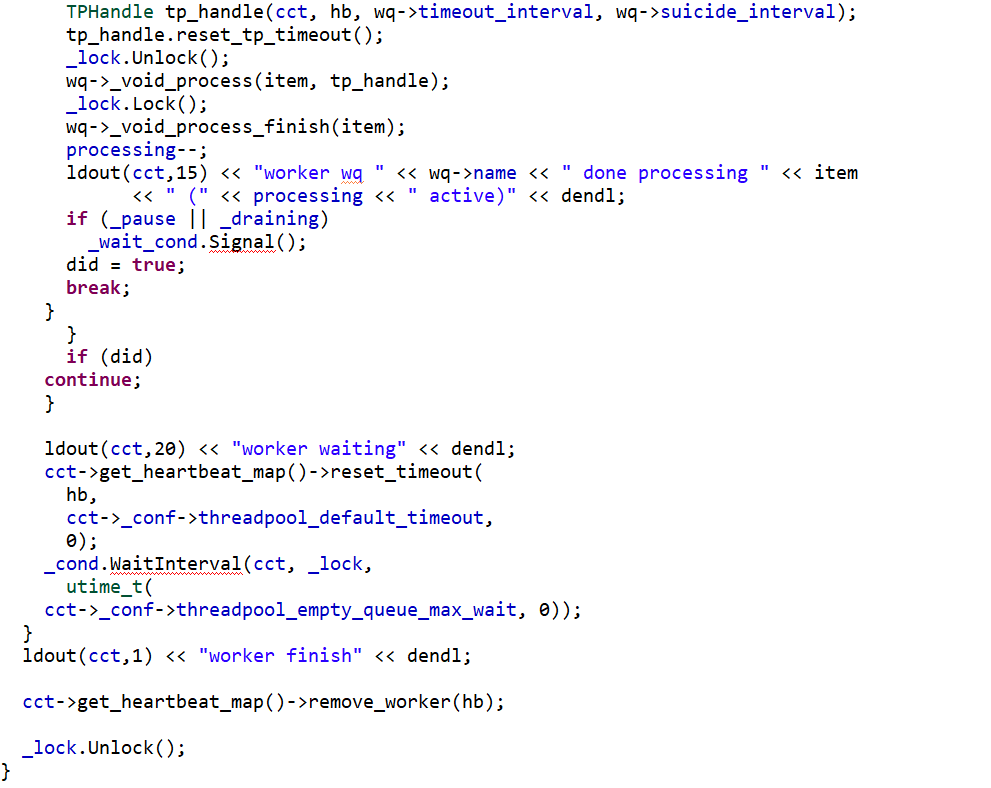 TPHandle tp_handle(cct, hb, wq->timeout_interval, wq->suicide_interval);
      tp_handle.reset_tp_timeout();
      _lock.Unlock();
      wq->_void_process(item, tp_handle);
      _lock.Lock();
      wq->_void_process_finish(item);
      processing--;
      ldout(cct,15) << "worker wq " << wq->name << " done processing " << item
            << " (" << processing << " active)" << dendl;
      if (_pause || _draining)
        _wait_cond.Signal();
      did = true;
      break;
    }
      }
      if (did)
    continue;
    }

    ldout(cct,20) << "worker waiting" << dendl;
    cct->get_heartbeat_map()->reset_timeout(
      hb,
      cct->_conf->threadpool_default_timeout,
      0);
    _cond.WaitInterval(cct, _lock,
      utime_t(
    cct->_conf->threadpool_empty_queue_max_wait, 0));
  }
  ldout(cct,1) << "worker finish" << dendl;

  cct->get_heartbeat_map()->remove_worker(hb);

  _lock.Unlock();
}